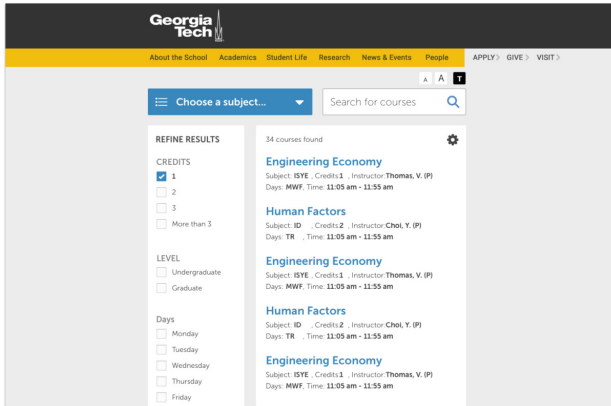 Georgia
Tech
About the School Academics Student Life Research News & Events People APPLY> GIVE> VISIT>
A A T
Choose a subject...
Search for courses
REFINE RESULTS
CREDITS
1
2
3
More than 3
LEVEL
Undergraduate
Graduate
Days
Monday
Tuesday
Wednesday
Thursday
Friday
34 courses found
Engineering Economy
Subject: ISYE , Credits:1 , Instructor:Thomas, V. (P)
Days: MWF, Time: 11:05 am - 11:55 am
Human Factors
Subject: ID , Credits:2 , Instructor:Choi, Y. (P)
Days: TR , Time: 11:05 am - 11:55 am
Engineering Economy
Subject: ISYE , Credits:1 , Instructor:Thomas, V. (P)
Days: MWF, Time: 11:05 am - 11:55 am
Human Factors
Subject: ID , Credits:2 , Instructor:Choi, Y. (P)
Days: TR , Time: 11:05 am - 11:55 am
Engineering Economy
Subject: ISYE , Credits:1 , Instructor:Thomas, V. (P)
Days: MWF, Time: 11:05 am - 11:55 am